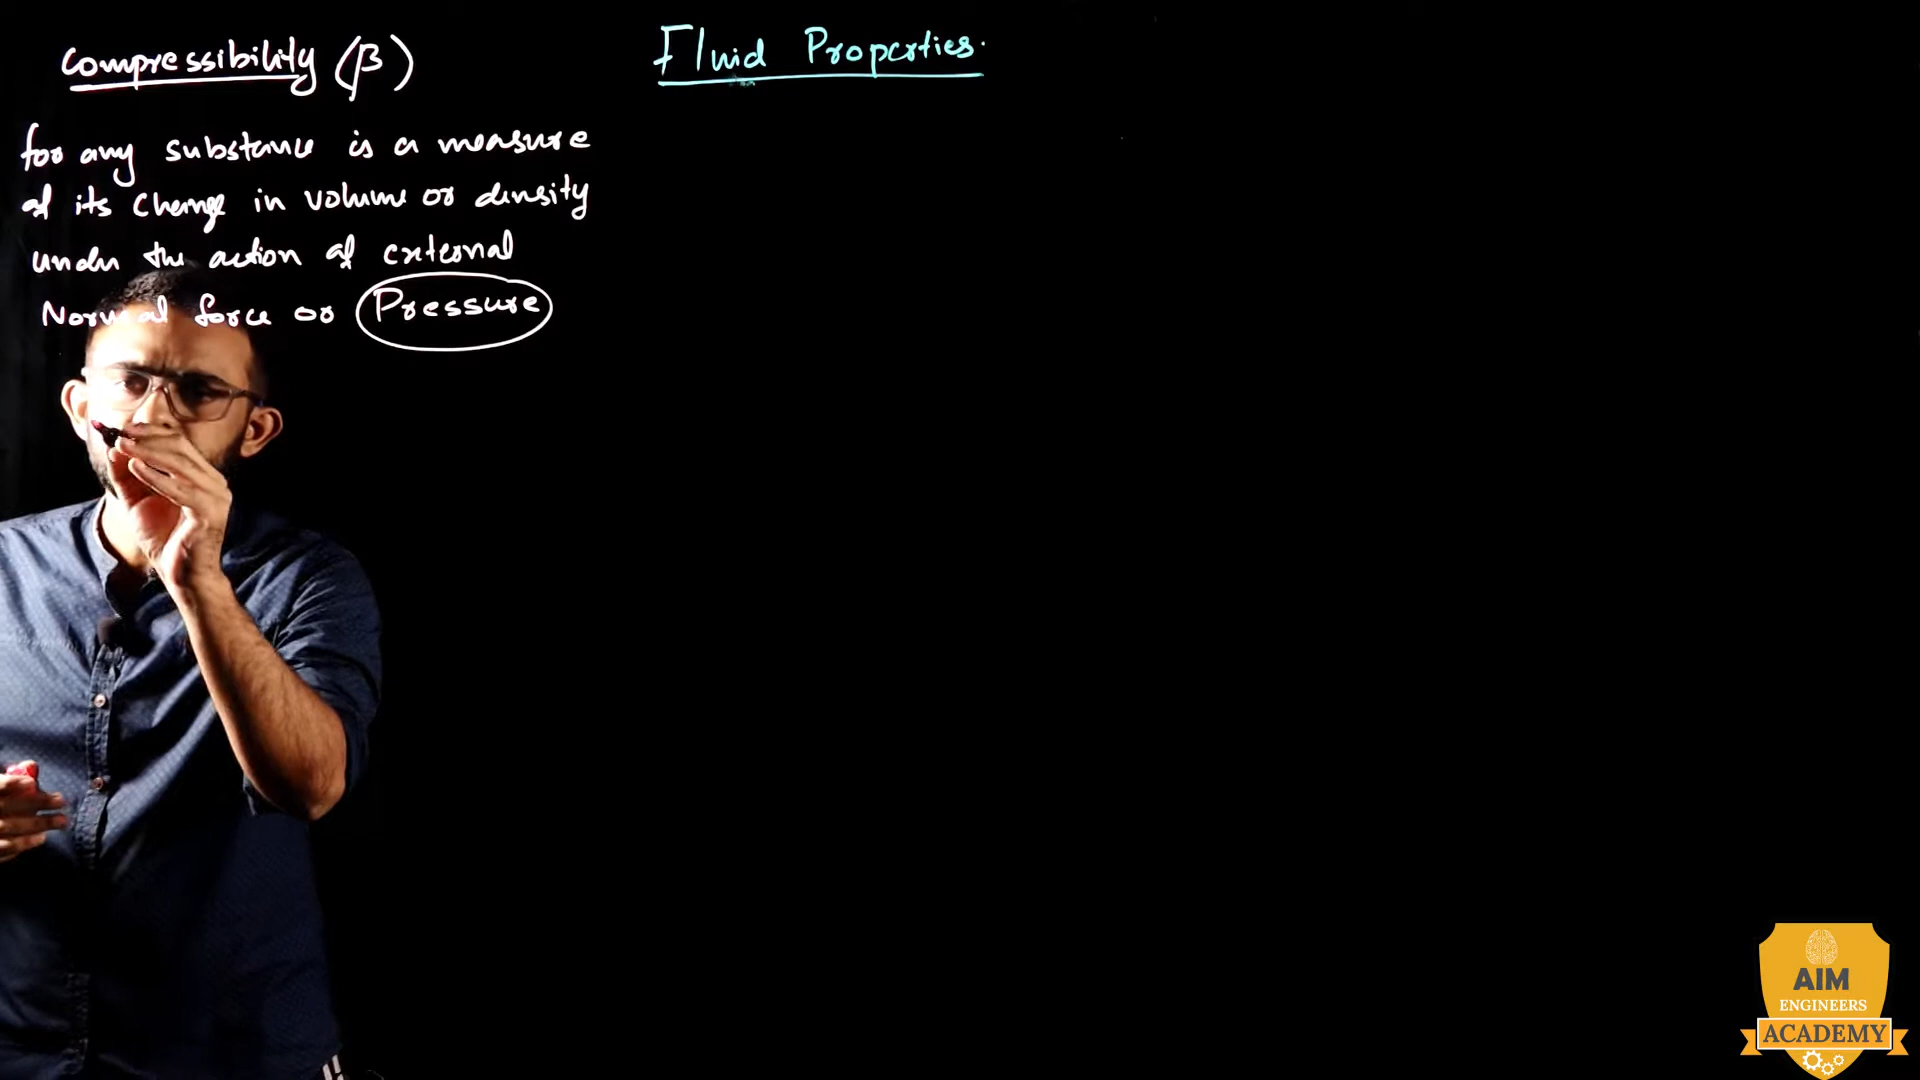 Compressibility (β)
Fluid Properties.
for any substance is a measure
of its change in volume or density
under the action of external
Normal force or Pressure
AIM
ENGINEERS
ACADEMY